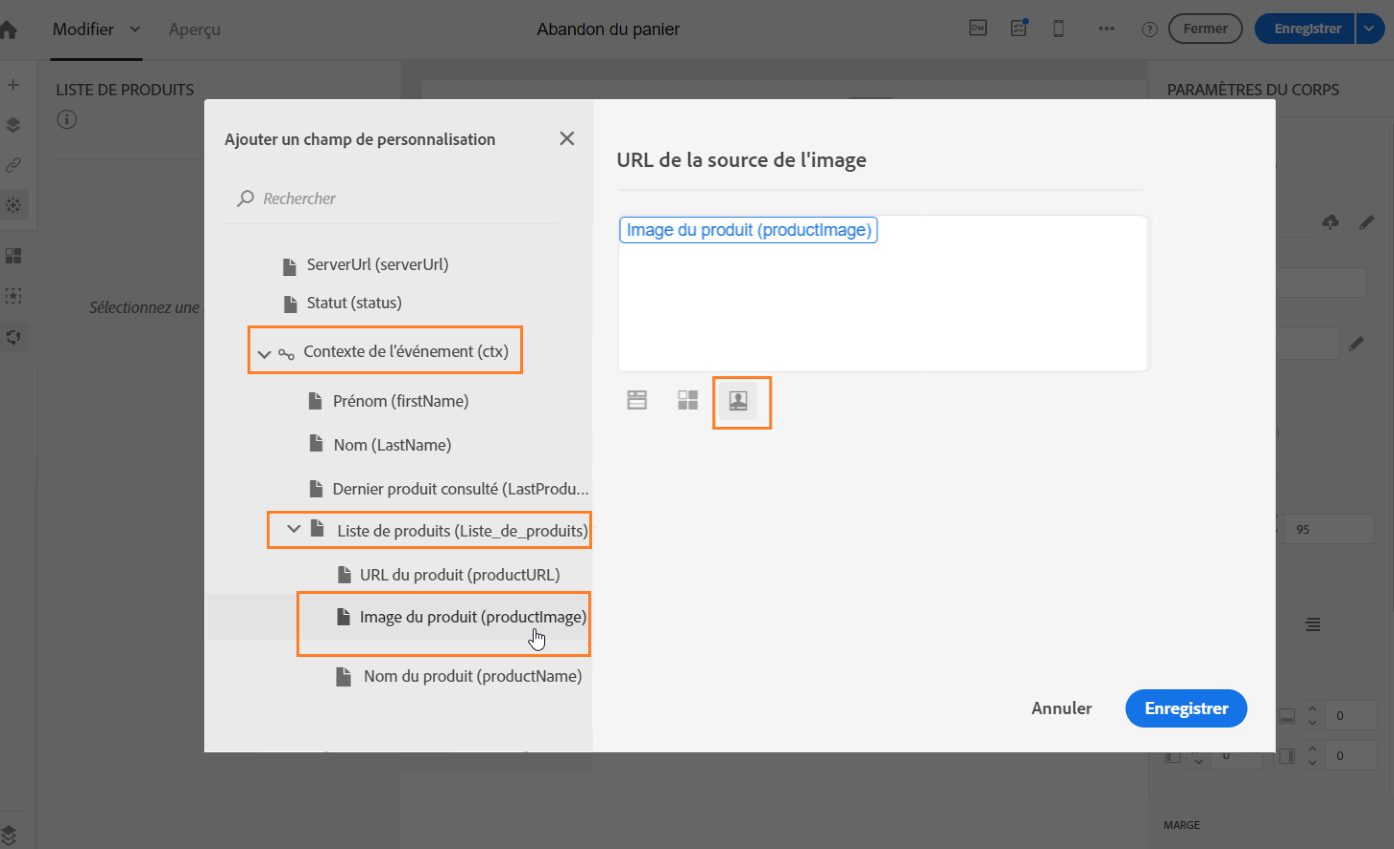 Modifier
Aperçu
Abandon du panier
Dw
Fermer
Enregistrer
LISTE DE PRODUITS
PARAMÈTRES DU CORPS
Ajouter un champ de personnalisation
URL de la source de l'image
Rechercher
Image du produit (productImage)
ServerUrl (serverUrl)
Statut (status)
Sélectionnez une
Contexte de l'événement (ctx)
Prénom (firstName)
Nom (LastName)
Dernier produit consulté (LastProdu...
Liste de produits (Liste_de_produits)
95
URL du produit (productURL)
Image du produit (productImage)
Nom du produit (productName)
Annuler
Enregistrer
0
0
0
MARGE